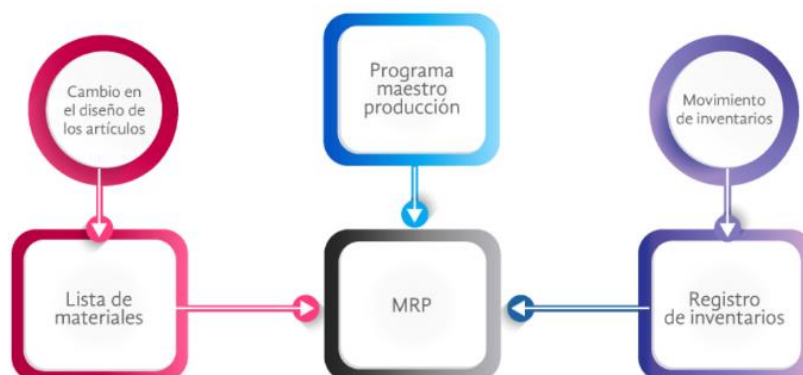 Cambio en
el diseño de
los artículos
Programa
maestro
producción
Movimiento
de inventarios
Lista de
materiales
MRP
Registro
de inventarios